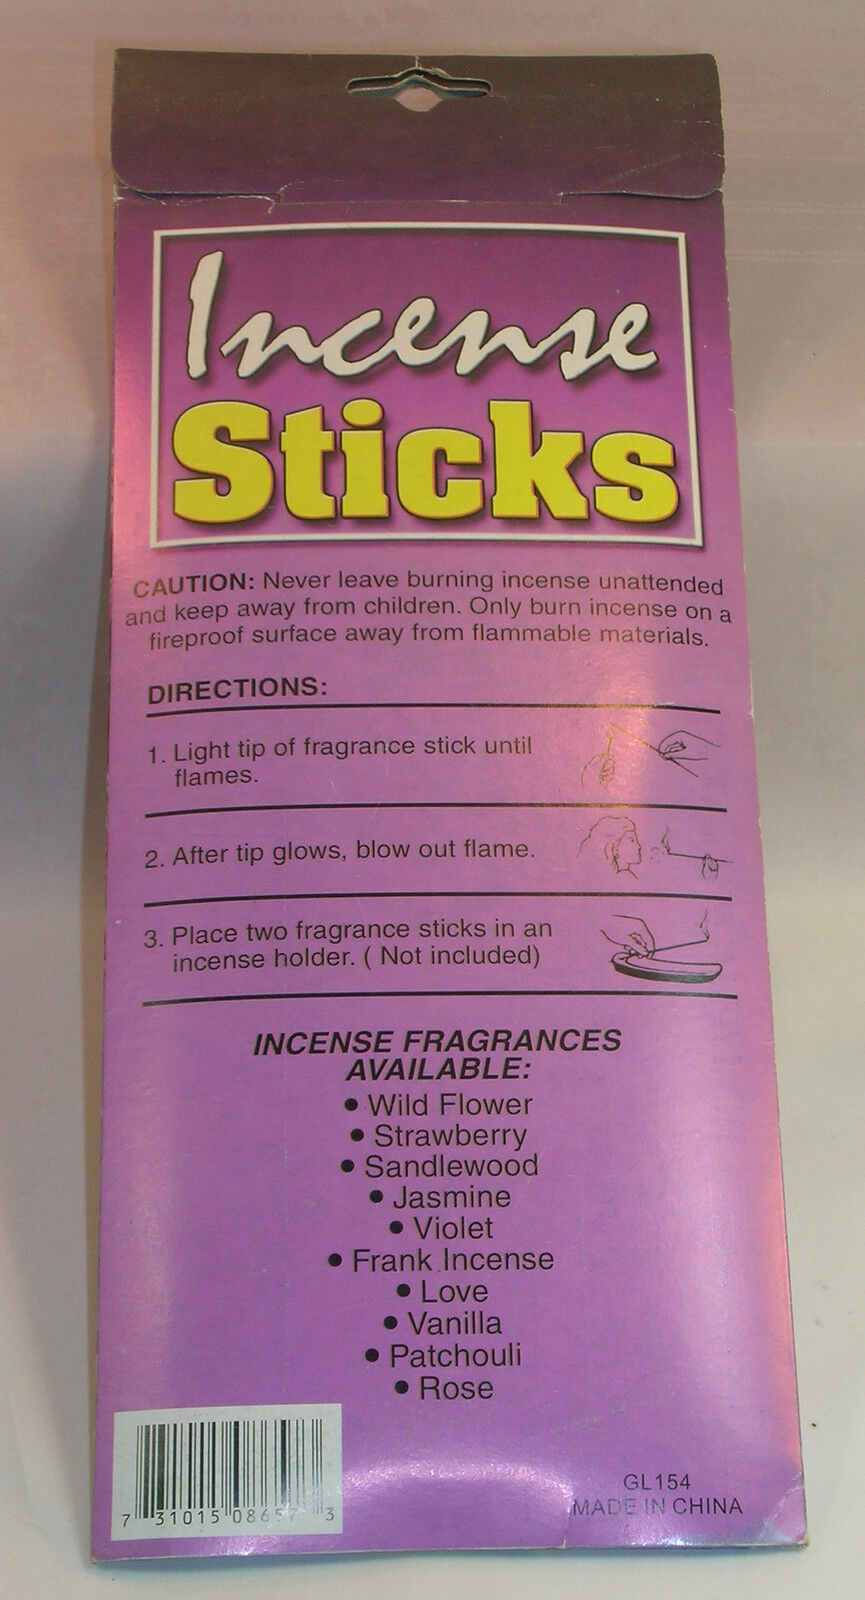 Incense
Sticks
CAUTION: Never leave burning incense unattended
and keep away from children. Only burn incense on a
fireproof surface away from flammable materials.
DIRECTIONS:
1. Light tip of fragrance stick until
flames.
2. After tip glows, blow out flame.
3. Place two fragrance sticks in an
incense holder. ( Not included)
INCENSE FRAGRANCES
AVAILABLE:
• Wild Flower
• Strawberry
• Sandlewood
• Jasmine
• Violet
• Frank Incense
• Love
• Vanilla
• Patchouli
• Rose
7 31015 3
GL154
MADE IN CHINA